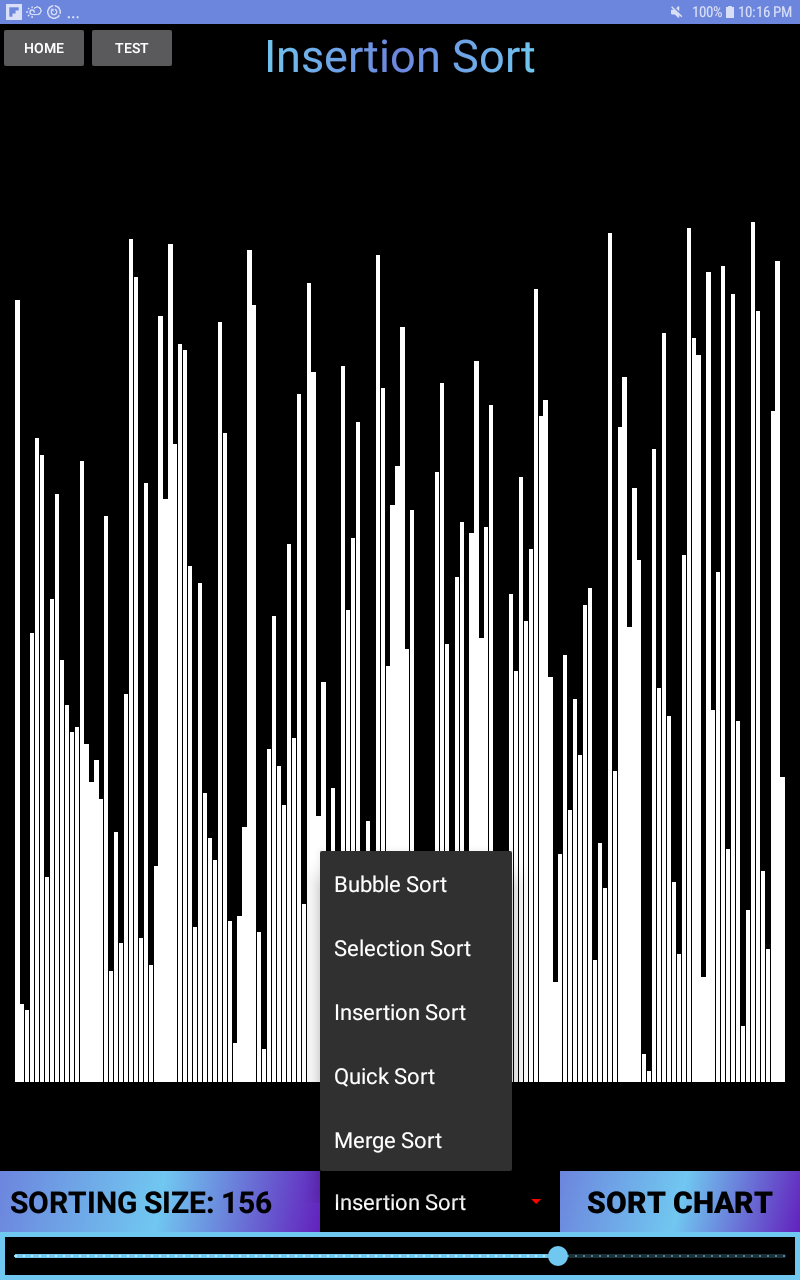 ... 100% 10:16 PM
HOME TEST Insertion Sort
Bubble Sort
Selection Sort
Insertion Sort
Quick Sort
Merge Sort
SORTING SIZE: 156 Insertion Sort SORT CHART